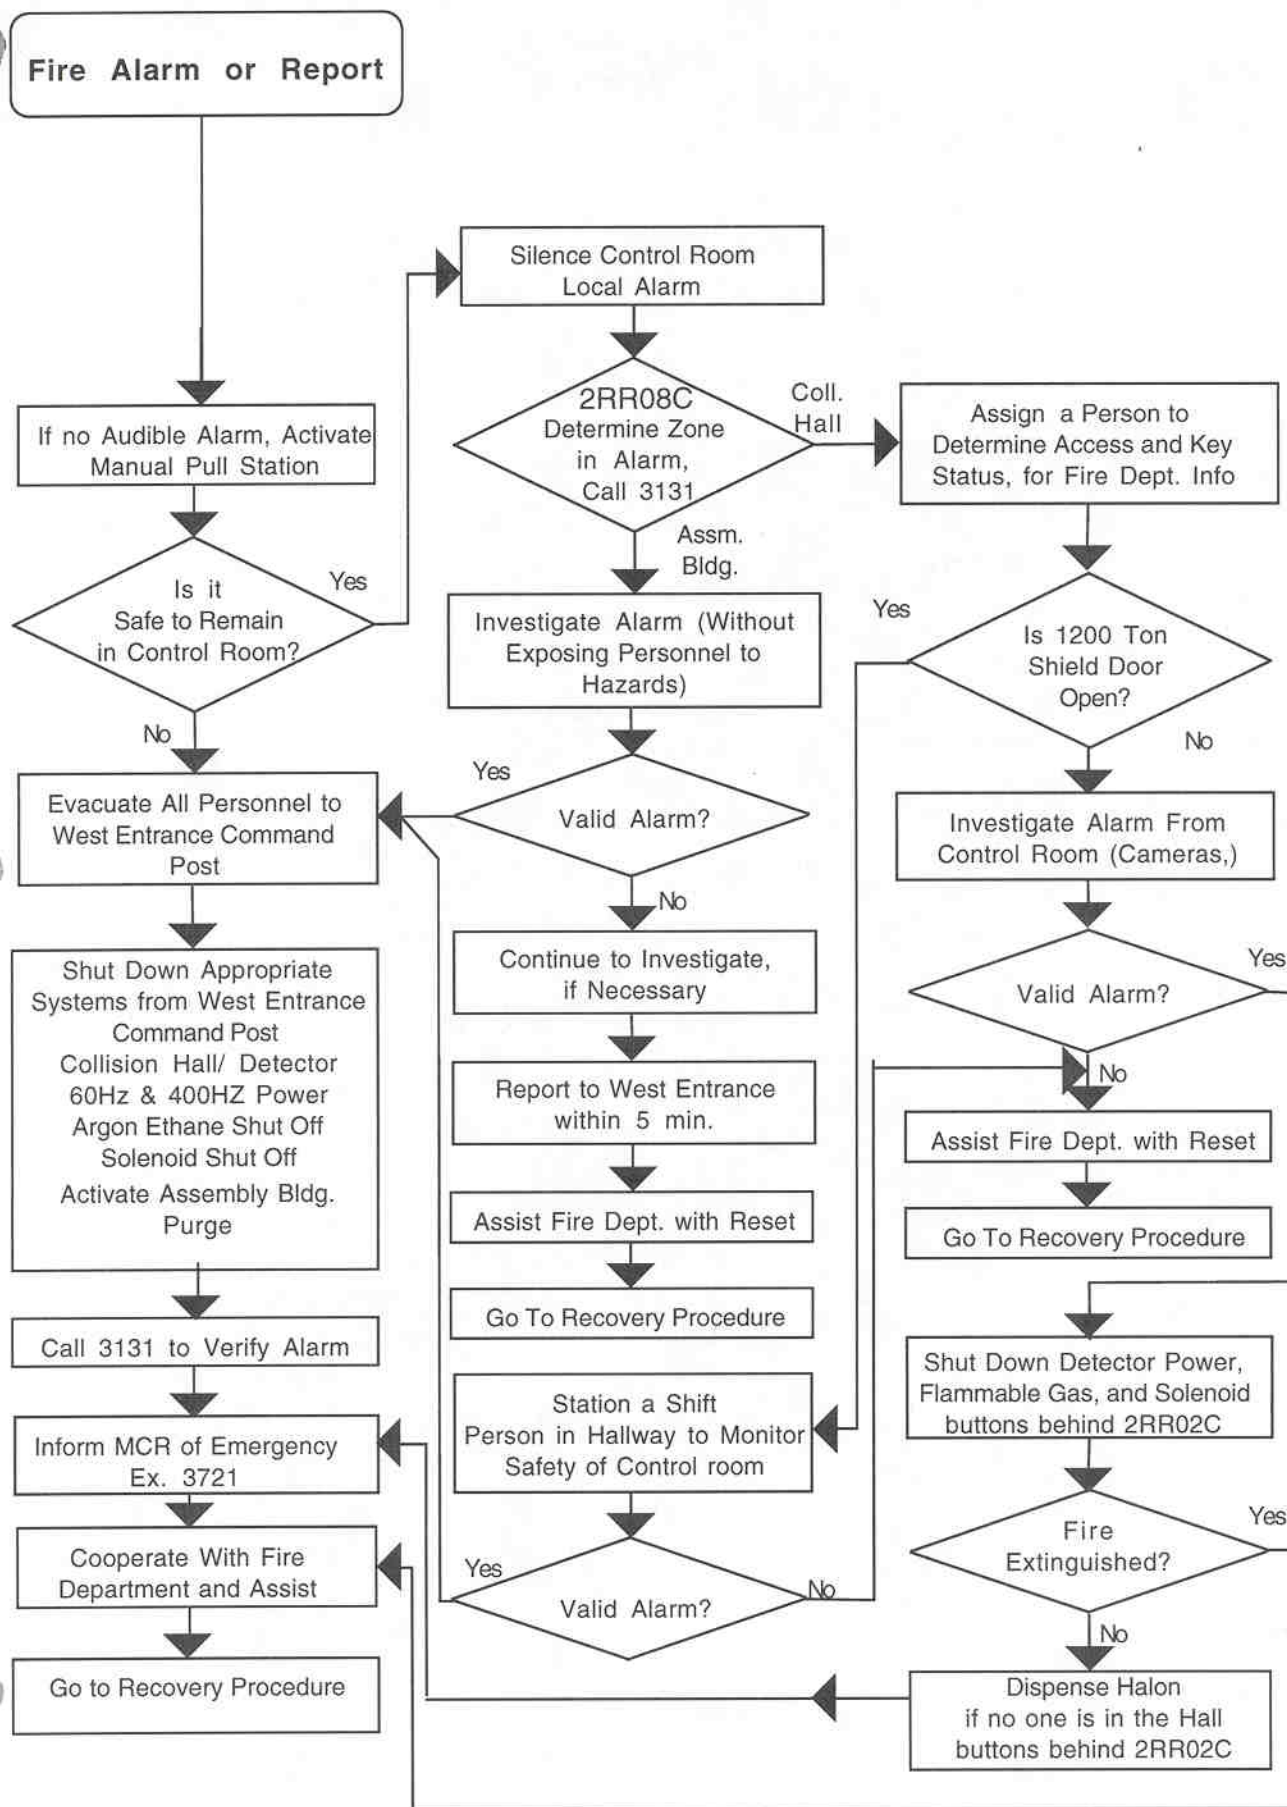 Fire Alarm or Report
If no Audible Alarm, Activate
Manual Pull Station
Is it
Safe to Remain
in Control Room?
Yes
No
Evacuate All Personnel to
West Entrance Command
Post
Shut Down Appropriate
Systems from West Entrance
Command Post
Collision Hall/ Detector
60Hz & 400HZ Power
Argon Ethane Shut Off
Solenoid Shut Off
Activate Assembly Bldg.
Purge
Call 3131 to Verify Alarm
Inform MCR of Emergency
Ex. 3721
Cooperate With Fire
Department and Assist
Go to Recovery Procedure
Silence Control Room
Local Alarm
2RR08C
Determine Zone
in Alarm,
Call 3131
Coll.
Hall
Assm.
Bldg.
Investigate Alarm (Without
Exposing Personnel to
Hazards)
Yes
Valid Alarm?
No
Continue to Investigate,
if Necessary
Report to West Entrance
within 5 min.
Assist Fire Dept. with Reset
Go To Recovery Procedure
Station a Shift
Person in Hallway to Monitor
Safety of Control room
Yes
Valid Alarm?
No
Assign a Person to
Determine Access and Key
Status, for Fire Dept. Info
Yes
Is 1200 Ton
Shield Door
Open?
No
Investigate Alarm From
Control Room (Cameras,)
Valid Alarm?
Yes
No
Assist Fire Dept. with Reset
Go To Recovery Procedure
Shut Down Detector Power,
Flammable Gas, and Solenoid
buttons behind 2RR02C
Fire
Extinguished?
Yes
No
Dispense Halon
if no one is in the Hall
buttons behind 2RR02C